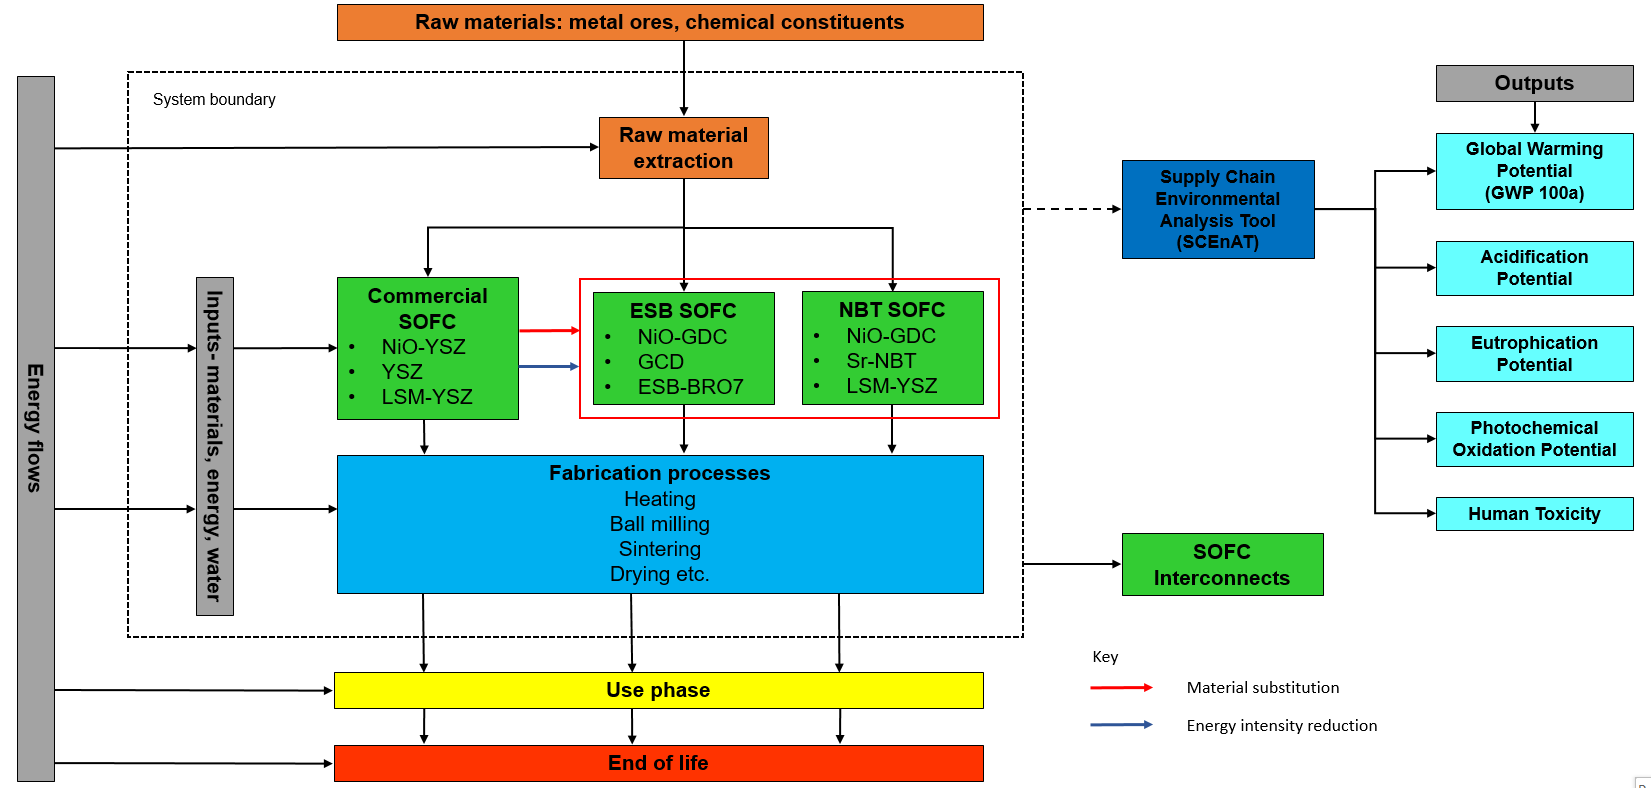 Raw materials: metal ores, chemical constituents
System boundary
Raw material
extraction
Energy flows
Inputs- materials, energy, water
Commercial
SOFC
• NiO-YSZ
• YSZ
• LSM-YSZ
ESB SOFC
• NiO-GDC
• GCD
• ESB-BRO7
NBT SOFC
• NiO-GDC
• Sr-NBT
• LSM-YSZ
Fabrication processes
Heating
Ball milling
Sintering
Drying etc.
Use phase
End of life
Supply Chain
Environmental
Analysis Tool
(SCEnAT)
SOFC
Interconnects
Outputs
Global Warming
Potential
(GWP 100a)
Acidification
Potential
Eutrophication
Potential
Photochemical
Oxidation Potential
Human Toxicity
Key
Material substitution
Energy intensity reduction